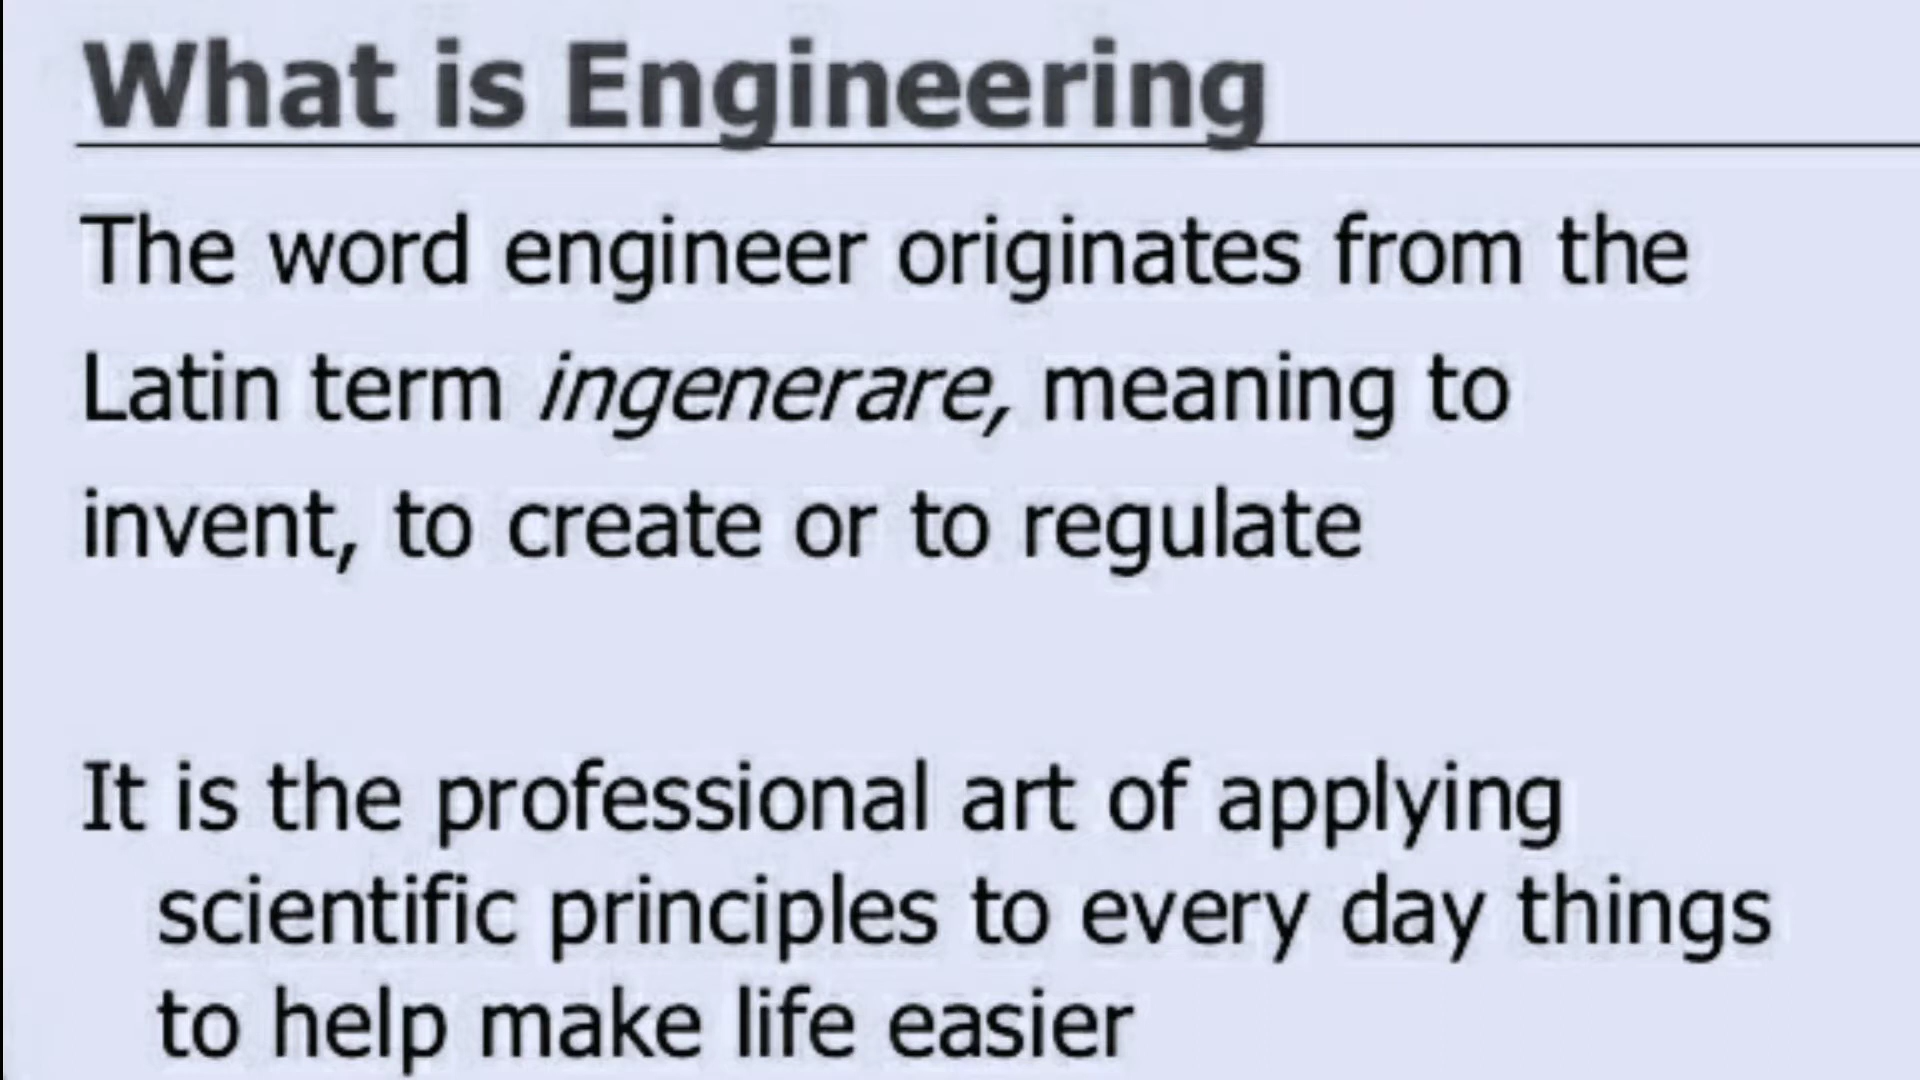 What is Engineering
The word engineer originates from the
Latin term ingenerare, meaning to
invent, to create or to regulate
It is the professional art of applying
scientific principles to every day things
to help make life easier